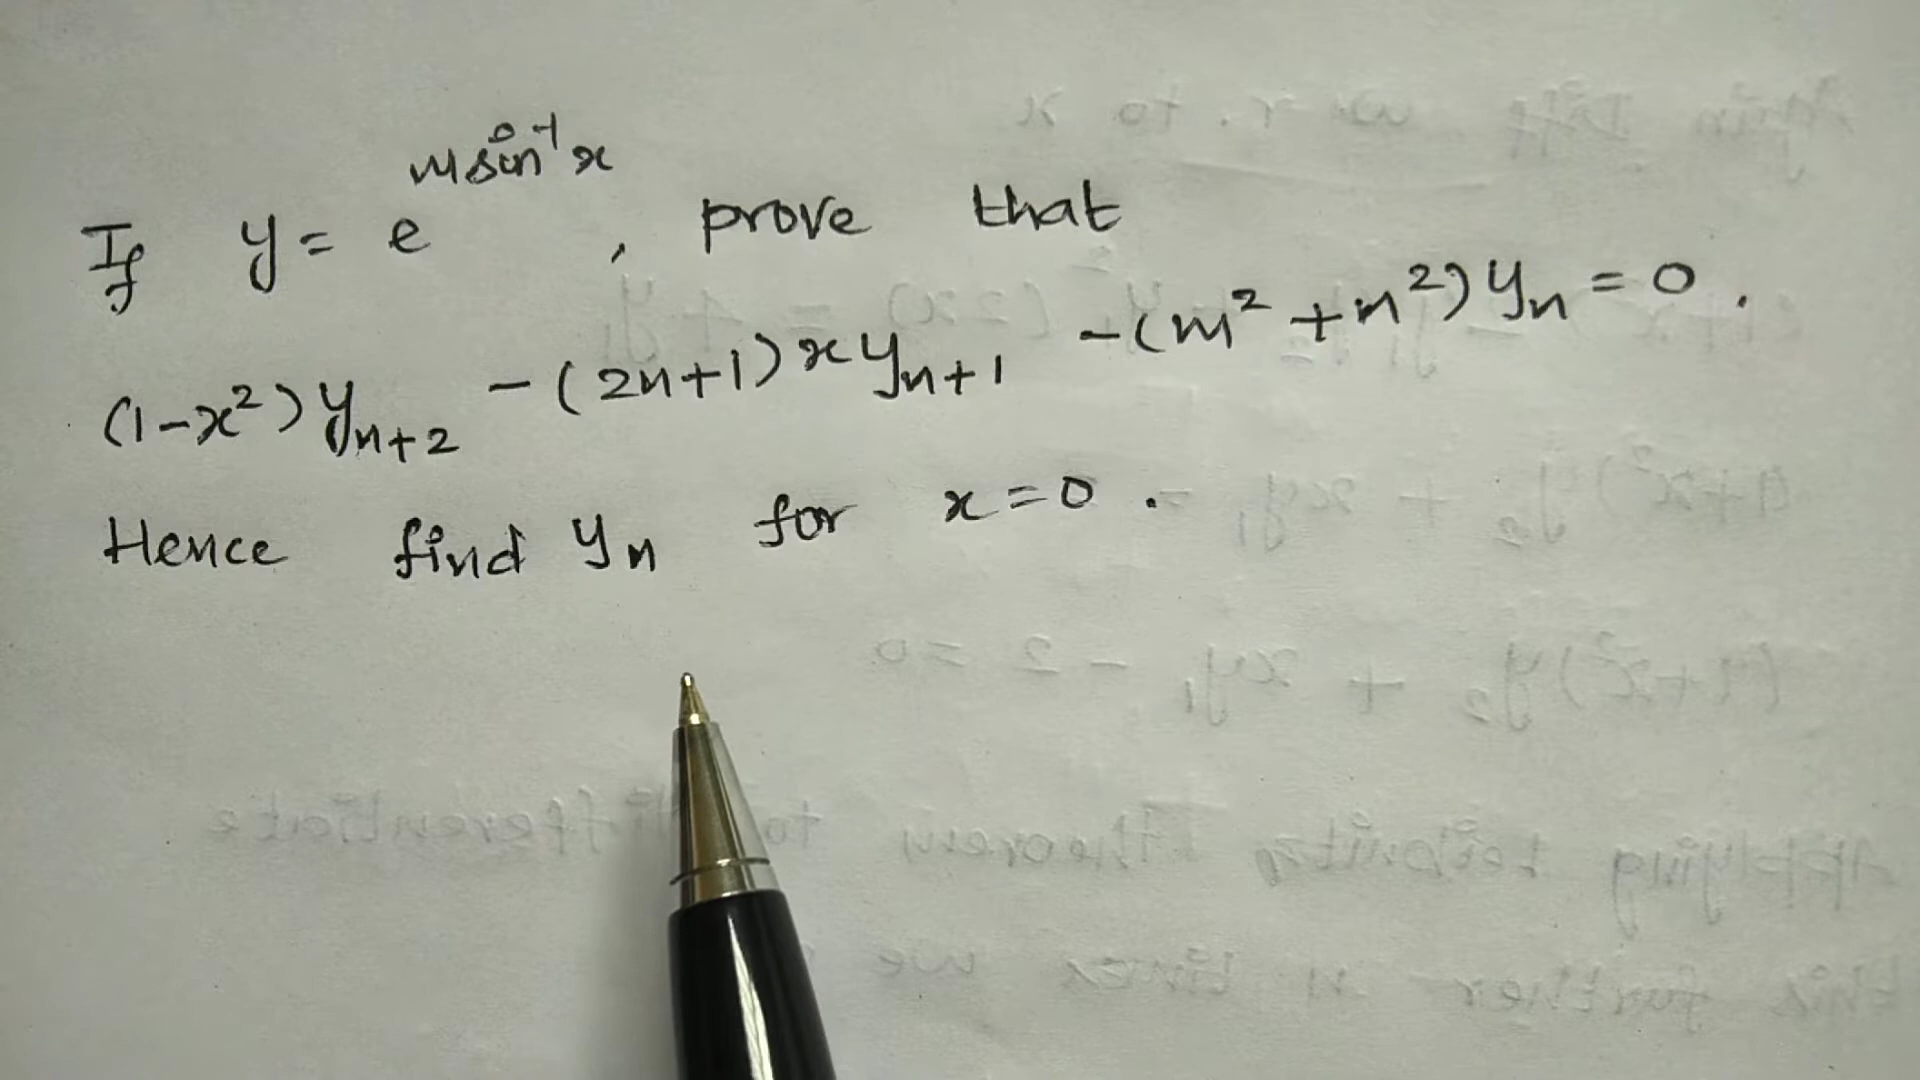 If y = e^{m sin^{-1} x}, prove that
(1-x²) y_{n+2} - (2n+1) x y_{n+1} - (m² + n²) y_n = 0.
Hence find y_n for x = 0.